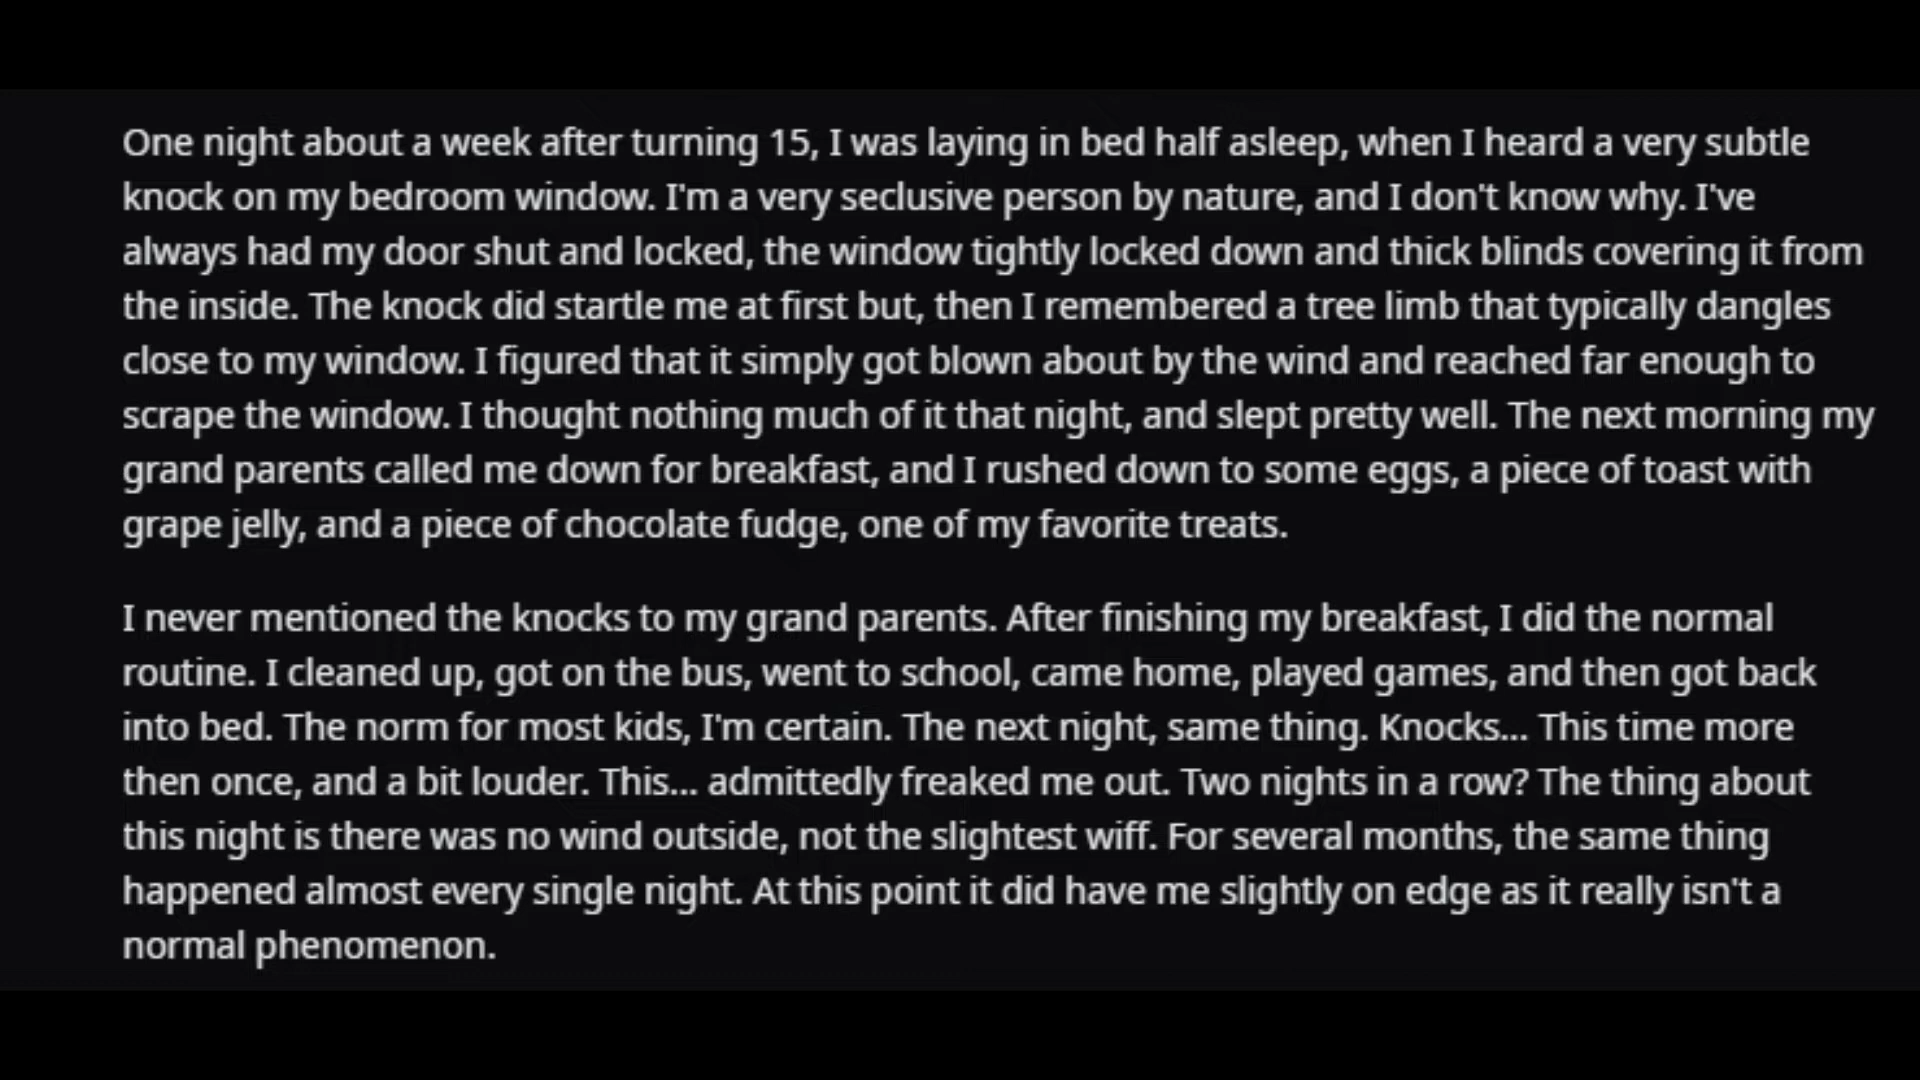 One night about a week after turning 15, I was laying in bed half asleep, when I heard a very subtle
knock on my bedroom window. I'm a very seclusive person by nature, and I don't know why. I've
always had my door shut and locked, the window tightly locked down and thick blinds covering it from
the inside. The knock did startle me at first but, then I remembered a tree limb that typically dangles
close to my window. I figured that it simply got blown about by the wind and reached far enough to
scrape the window. I thought nothing much of it that night, and slept pretty well. The next morning my
grand parents called me down for breakfast, and I rushed down to some eggs, a piece of toast with
grape jelly, and a piece of chocolate fudge, one of my favorite treats.
I never mentioned the knocks to my grand parents. After finishing my breakfast, I did the normal
routine. I cleaned up, got on the bus, went to school, came home, played games, and then got back
into bed. The norm for most kids, I'm certain. The next night, same thing. Knocks... This time more
then once, and a bit louder. This... admittedly freaked me out. Two nights in a row? The thing about
this night is there was no wind outside, not the slightest wiff. For several months, the same thing
happened almost every single night. At this point it did have me slightly on edge as it really isn't a
normal phenomenon.